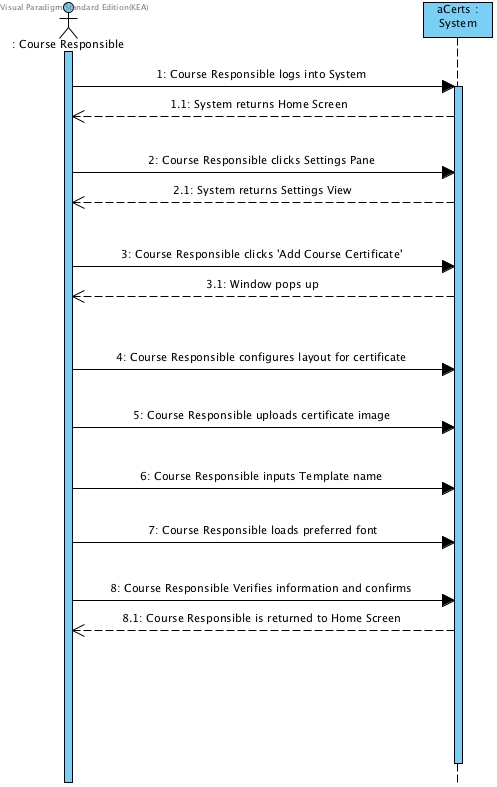 Visual Paradigm Standard Edition(KEA)
aCerts :
System
: Course Responsible
1: Course Responsible logs into System
1.1: System returns Home Screen
2: Course Responsible clicks Settings Pane
2.1: System returns Settings View
3: Course Responsible clicks 'Add Course Certificate'
3.1: Window pops up
4: Course Responsible configures layout for certificate
5: Course Responsible uploads certificate image
6: Course Responsible inputs Template name
7: Course Responsible loads preferred font
8: Course Responsible Verifies information and confirms
8.1: Course Responsible is returned to Home Screen